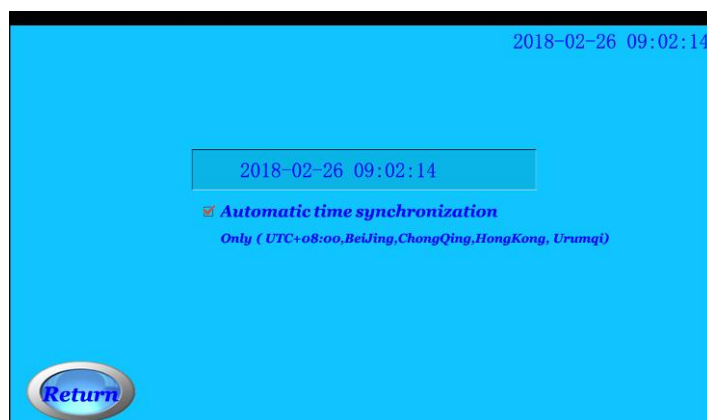 2018-02-26 09:02:14
2018-02-26 09:02:14
Automatic time synchronization
Only ( UTC+08:00,BeiJing,ChongQing,HongKong, Urumqi)
Return